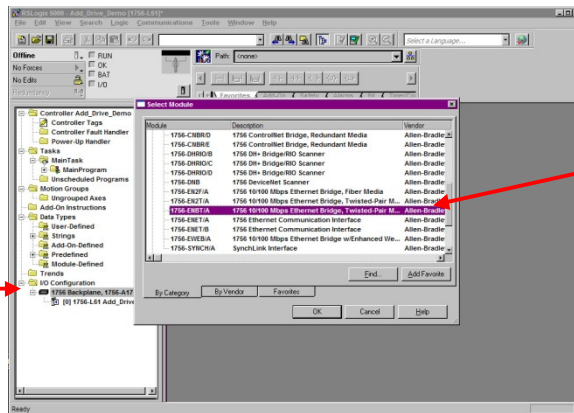 RSLogix 5000 - Add_Drive_Demo [1756-L61]*
File Edit View Search Logic Communications Tools Window Help
Select a Language...
Offline
RUN
No Forces
OK
No Edits
BAT
Redundancy
I/O
Path: <none>
Favorites Add-On Safety Alarms Bit
Controller Add_Drive_Demo
Controller Tags
Controller Fault Handler
Power-Up Handler
Tasks
MainTask
MainProgram
Unscheduled Programs
Motion Groups
Ungrouped Axes
Add-On Instructions
Data Types
User-Defined
Strings
Add-On-Defined
Predefined
Module-Defined
Trends
I/O Configuration
1756 Backplane, 1756-A17
[0] 1756-L61 Add_Drive
Select Module
Module Description Vendor
1756-CNBR/D 1756 ControlNet Bridge, Redundant Media Allen-Bradle
1756-CNBR/E 1756 ControlNet Bridge, Redundant Media Allen-Bradle
1756-DHRIO/B 1756 DH+ Bridge/RIO Scanner Allen-Bradle
1756-DHRIO/C 1756 DH+ Bridge/RIO Scanner Allen-Bradle
1756-DHRIO/D 1756 DH+ Bridge/RIO Scanner Allen-Bradle
1756-DNB 1756 DeviceNet Scanner Allen-Bradle
1756-EN2F/A 1756 10/100 Mbps Ethernet Bridge, Fiber Media Allen-Bradle
1756-EN2T/A 1756 10/100 Mbps Ethernet Bridge, Twisted-Pair M... Allen-Bradle
1756-ENBT/A 1756 10/100 Mbps Ethernet Bridge, Twisted-Pair M... Allen-Bradle
1756-ENET/A 1756 Ethernet Communication Interface Allen-Bradle
1756-ENET/B 1756 Ethernet Communication Interface Allen-Bradle
1756-EWEB/A 1756 10/100 Mbps Ethernet Bridge w/Enhanced We... Allen-Bradle
1756-SYNCH/A SynchLink Interface Allen-Bradle
Find... Add Favorite
By Category By Vendor Favorites
OK Cancel Help
Ready